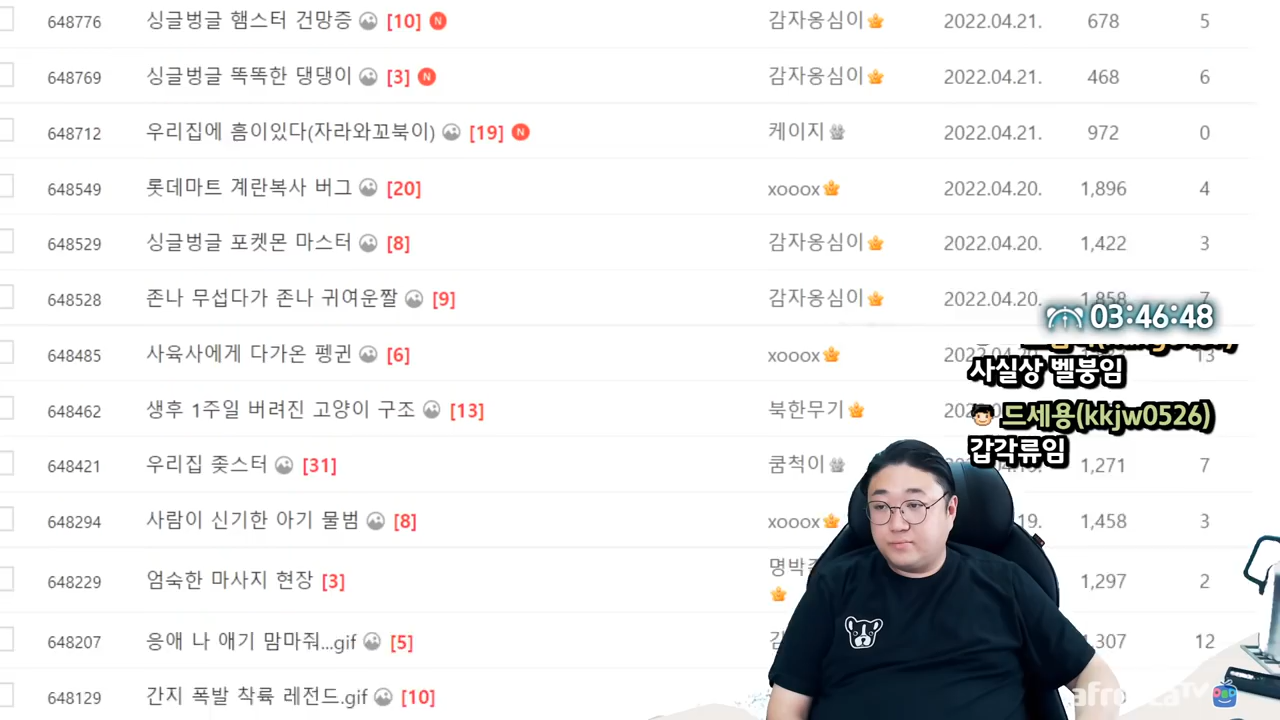 648776 싱글벙글 햄스터 건망증 [10] N 감자옹심이 2022.04.21. 678 5
648769 싱글벙글 똑똑한 댕댕이 [3] N 감자옹심이 2022.04.21. 468 6
648712 우리집에 흠이있다(자라와꼬북이) [19] N 케이지 2022.04.21. 972 0
648549 롯데마트 계란복사 버그 [20] xooox 2022.04.20. 1,896 4
648529 싱글벙글 포켓몬 마스터 [8] 감자옹심이 2022.04.20. 1,422 3
648528 존나 무섭다가 존나 귀여운짤 [9] 감자옹심이 2022.04.20. 1,858 7
03:46:48
648485 사육사에게 다가온 펭귄 [6] xooox 13
사실상 벨붕임
648462 생후 1주일 버려진 고양이 구조 [13] 북한무기
드세용(kkjw0526)
갑각류임
648421 우리집 좃스터 [31] 쿰척이 1,271 7
648294 사람이 신기한 아기 물범 [8] xooox 19. 1,458 3
648229 엄숙한 마사지 현장 [3] 1,297 2
648207 응애 나 애기 맘마줘...gif [5] 12
648129 간지 폭발 착륙 레전드.gif [10]
afreecaTV